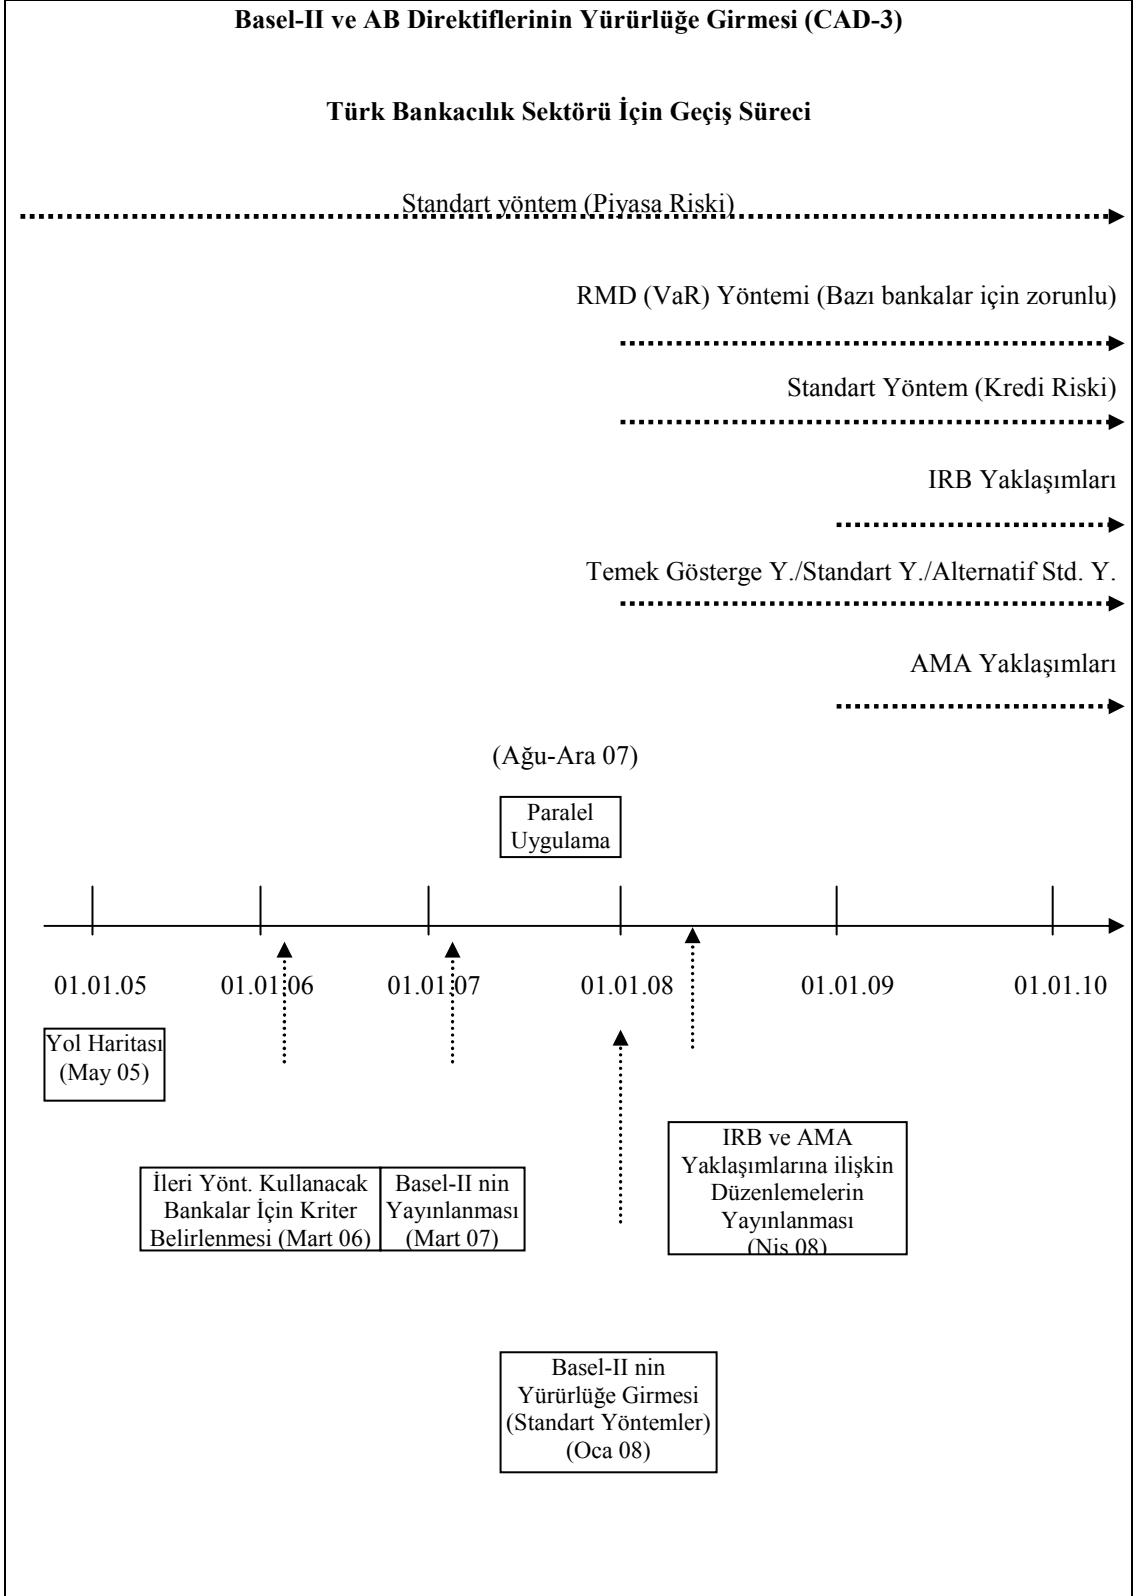 Basel-II ve AB Direktiflerinin Yürürlüğe Girmesi (CAD-3)
Türk Bankacılık Sektörü İçin Geçiş Süreci
Standart yöntem (Piyasa Riski)
RMD (VaR) Yöntemi (Bazı bankalar için zorunlu)
Standart Yöntem (Kredi Riski)
IRB Yaklaşımları
Temek Gösterge Y./Standart Y./Alternatif Std. Y.
AMA Yaklaşımları
(Ağu-Ara 07)
Paralel
Uygulama
01.01.05 01.01.06 01.01.07 01.01.08 01.01.09 01.01.10
Yol Haritası
(May 05)
İleri Yönt. Kullanacak
Bankalar İçin Kriter
Belirlenmesi (Mart 06)
Basel-II nin
Yayınlanması
(Mart 07)
IRB ve AMA
Yaklaşımlarına ilişkin
Düzenlemelerin
Yayınlanması
(Nis 08)
Basel-II nin
Yürürlüğe Girmesi
(Standart Yöntemler)
(Oca 08)